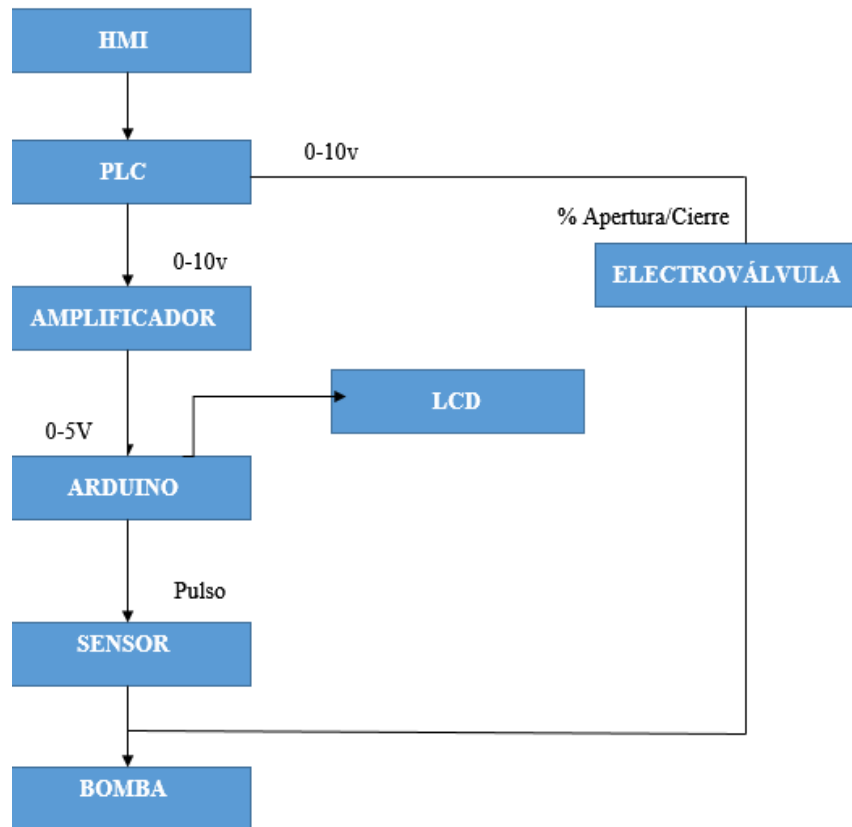 HMI
PLC
0-10v
% Apertura/Cierre
ELECTROVÁLVULA
0-10v
AMPLIFICADOR
LCD
0-5V
ARDUINO
Pulso
SENSOR
BOMBA